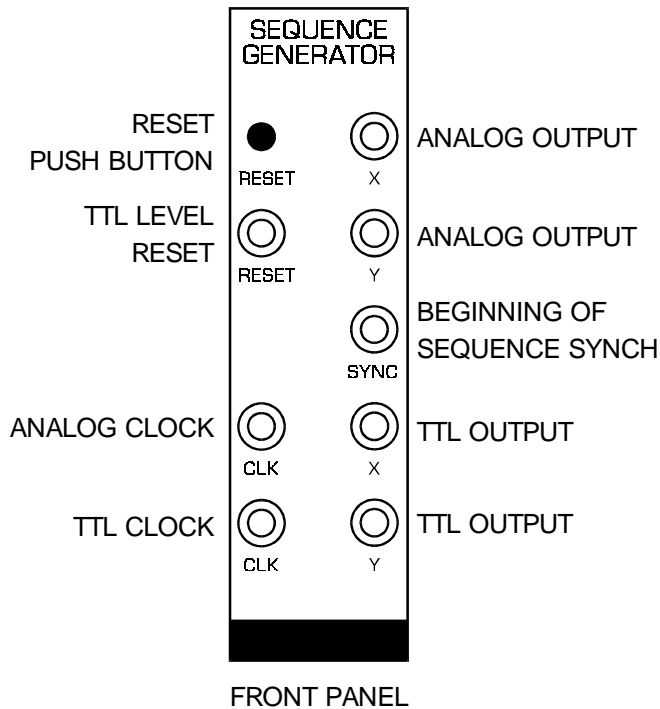 SEQUENCE
GENERATOR
RESET
PUSH BUTTON
RESET
X
ANALOG OUTPUT
TTL LEVEL
RESET
RESET
Y
ANALOG OUTPUT
SYNC
BEGINNING OF
SEQUENCE SYNCH
ANALOG CLOCK
CLK
X
TTL OUTPUT
TTL CLOCK
CLK
Y
TTL OUTPUT
FRONT PANEL